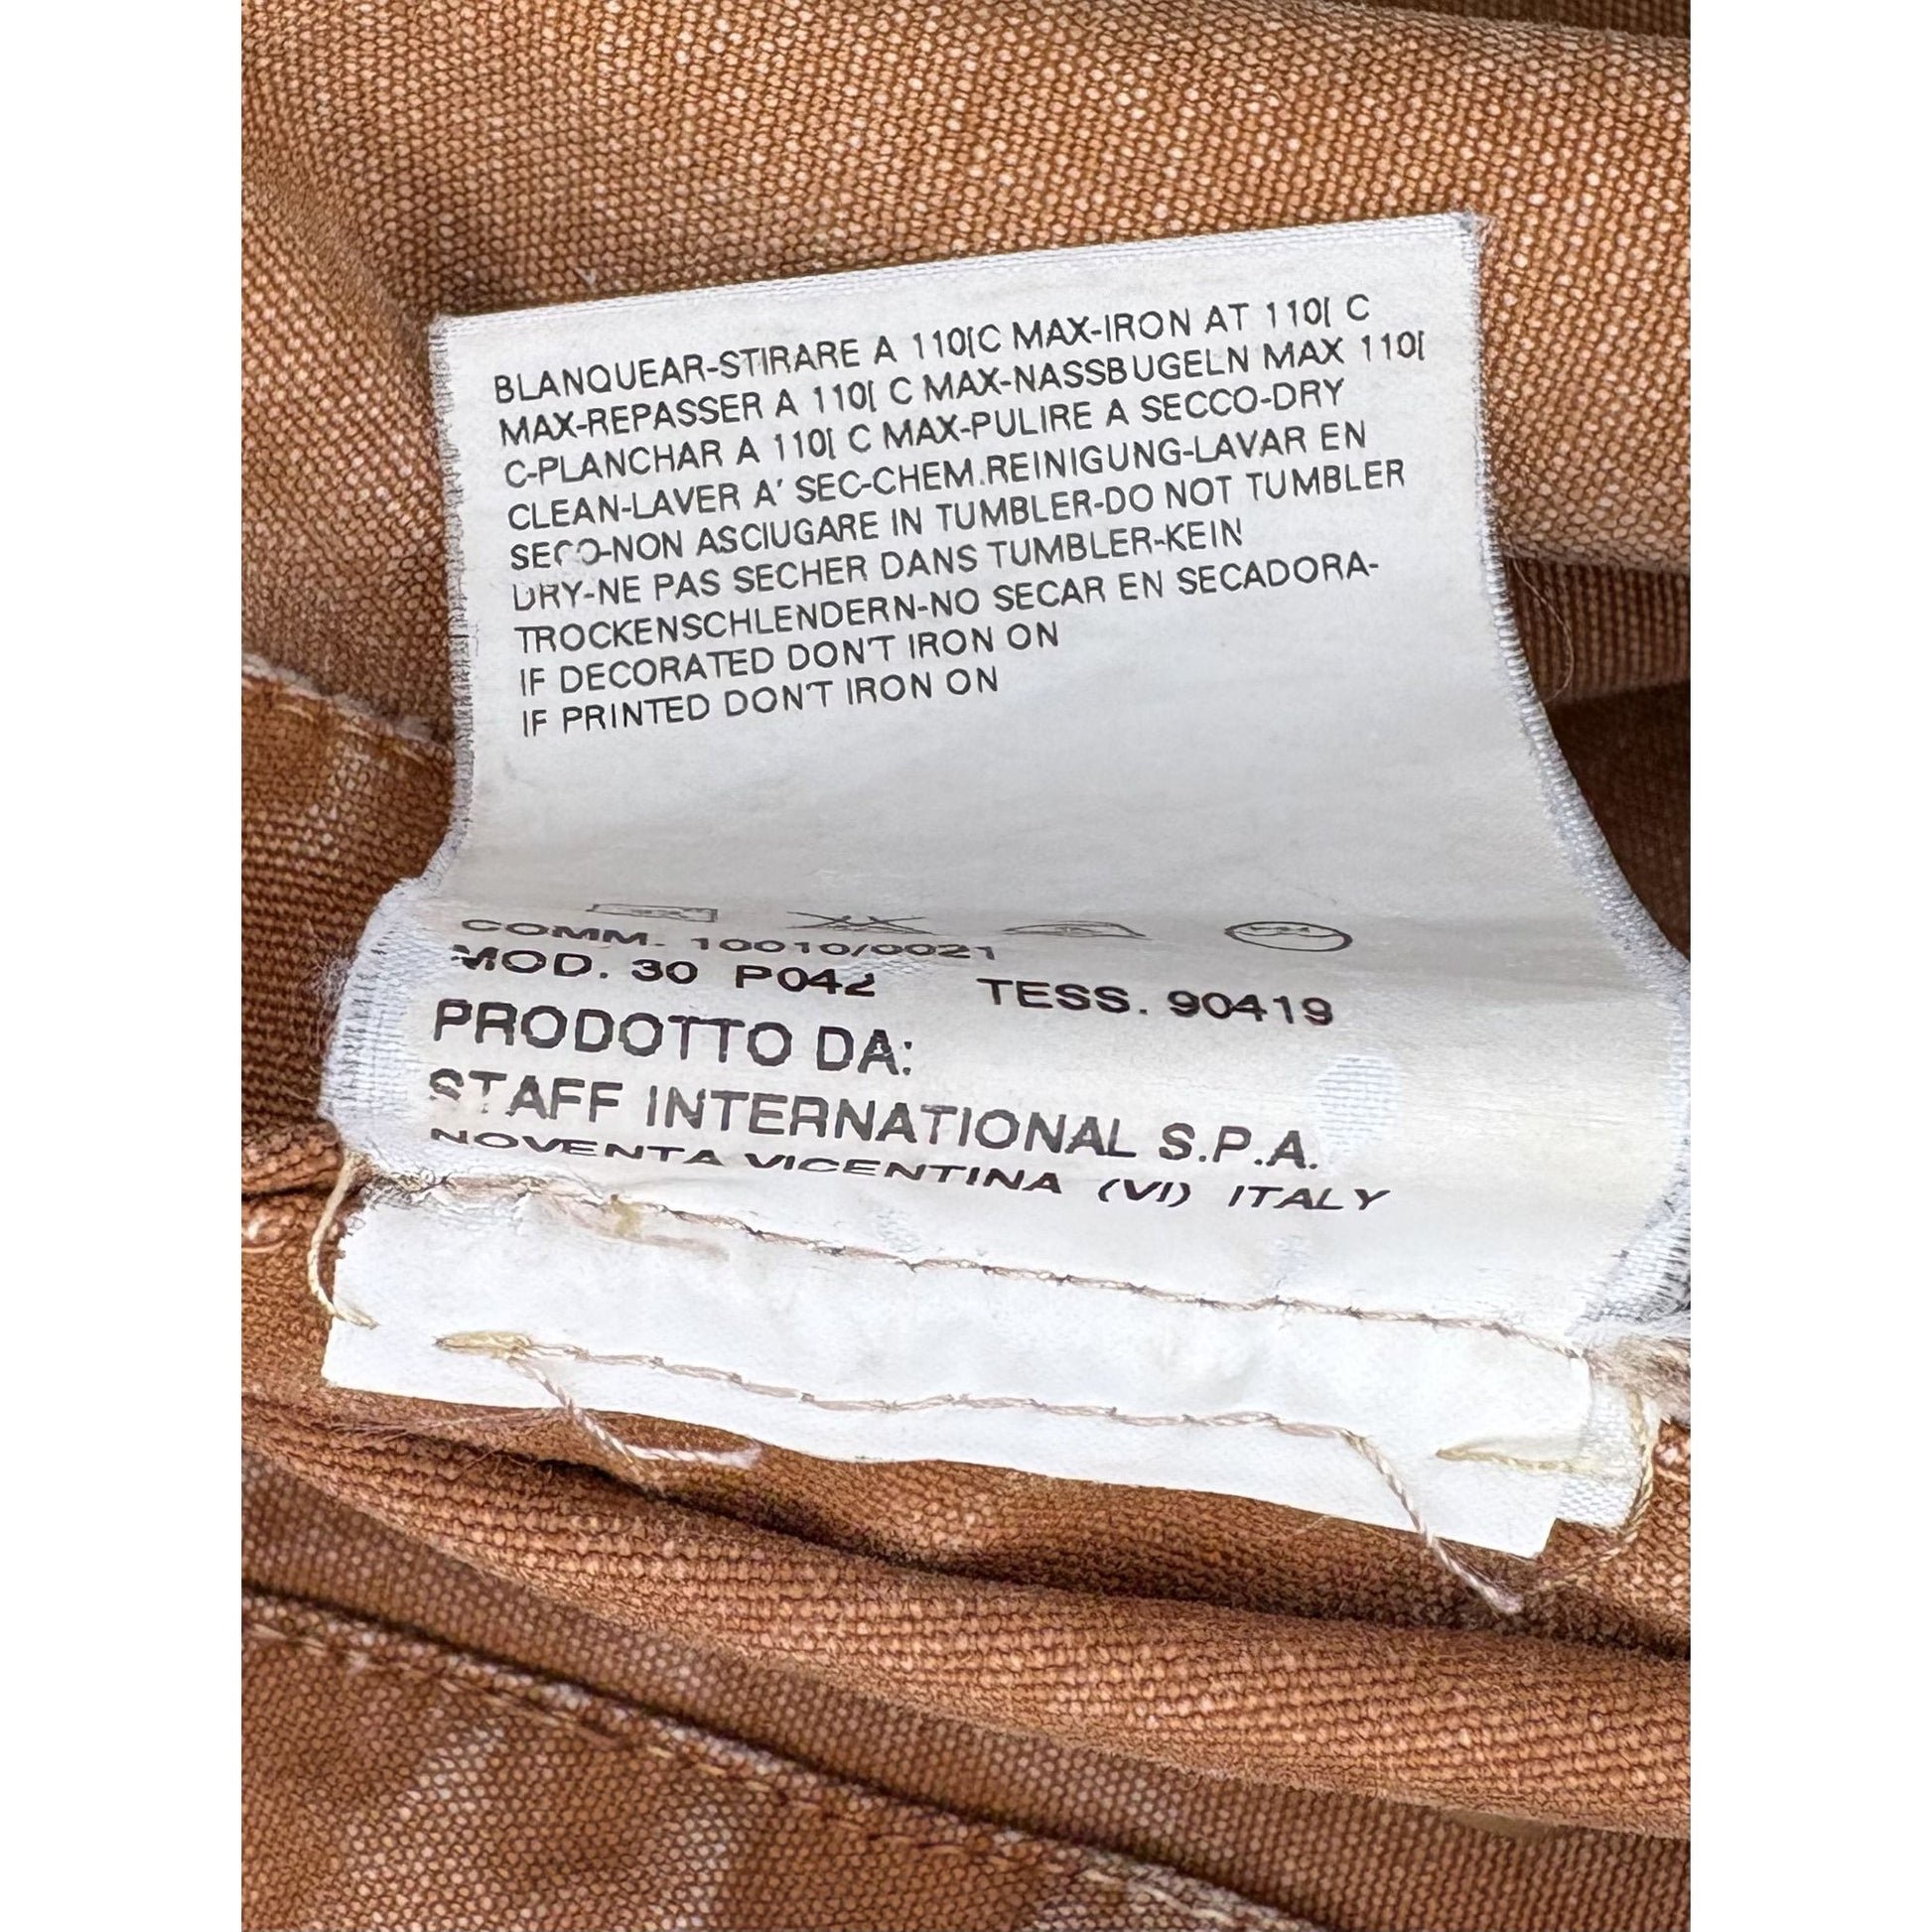 BLANQUEAR-STIRARE A 110[C MAX-IRON AT 110[ C
MAX-REPASSER A 110[ C MAX-NASSBUGELN MAX 110[
C-PLANCHAR A 110[ C MAX-PULIRE A SECCO-DRY
CLEAN-LAVER A' SEC-CHEM.REINIGUNG-LAVAR EN
SECO-NON ASCIUGARE IN TUMBLER-DO NOT TUMBLER
DRY-NE PAS SECHER DANS TUMBLER-KEIN
TROCKENSCHLENDERN-NO SECAR EN SECADORA-
IF DECORATED DON'T IRON ON
IF PRINTED DON'T IRON ON
COMM. 10010/0021
MOD. 30 P042 TESS. 90419
PRODOTTO DA:
STAFF INTERNATIONAL S.P.A.
NOVENTA VICENTINA (VI) ITALY